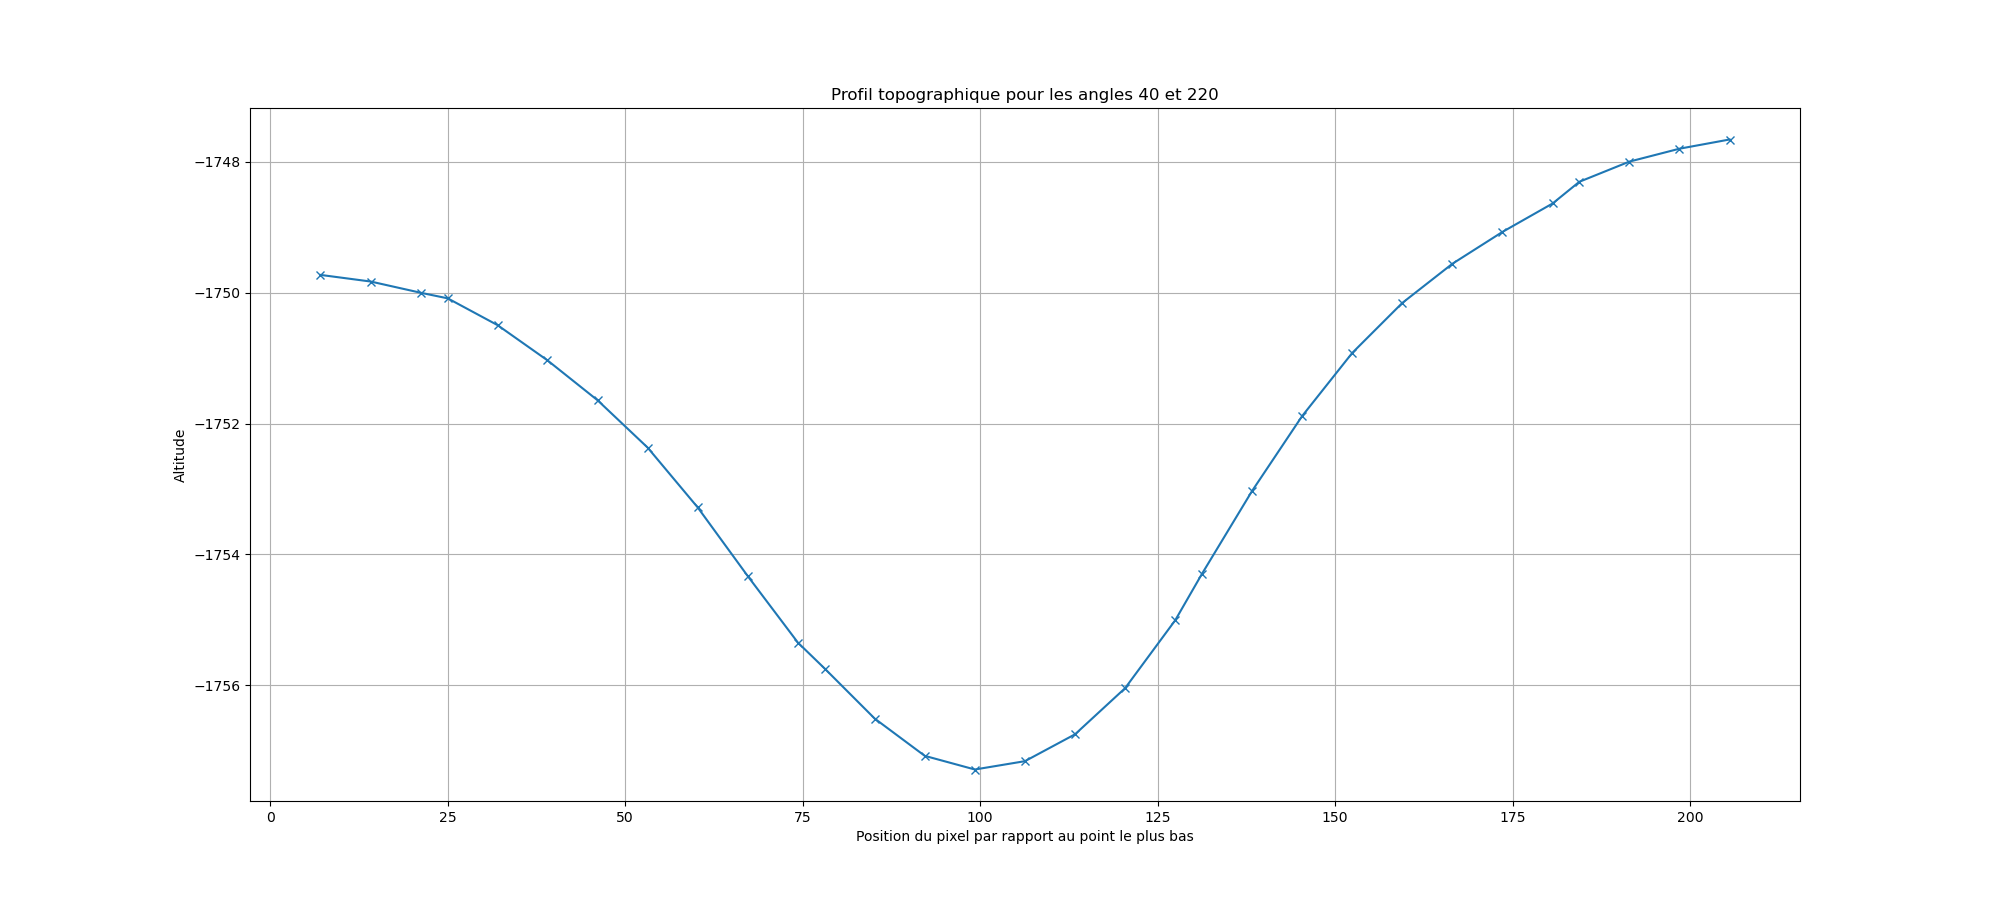 Profil topographique pour les angles 40 et 220
−1748
−1750
−1752
−1754
−1756
Altitude
0 25 50 75 100 125 150 175 200
Position du pixel par rapport au point le plus bas